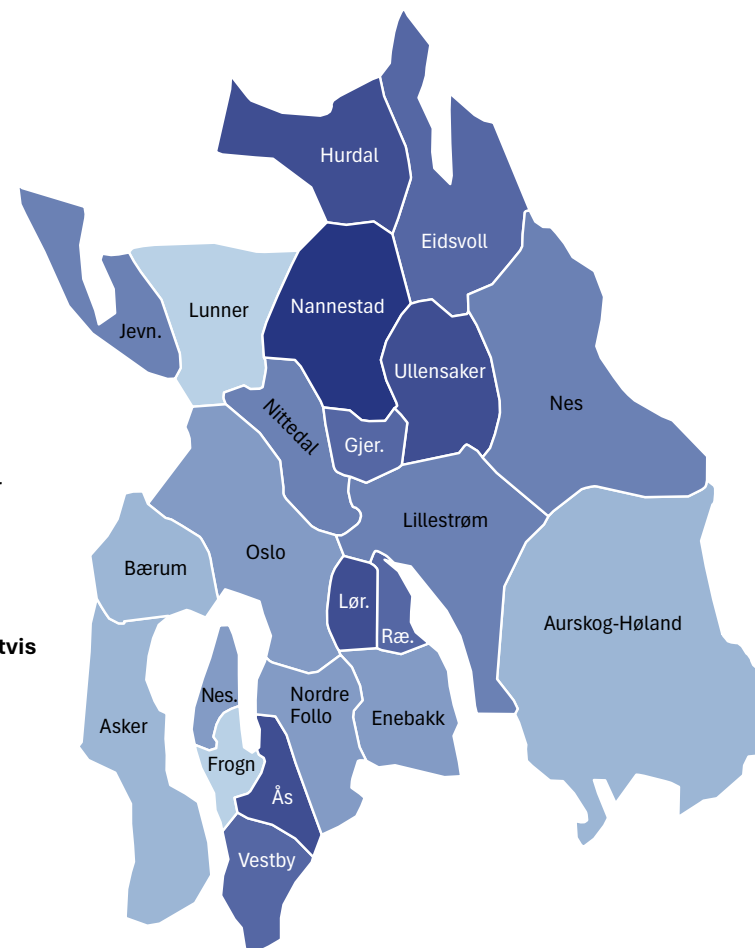 Hurdal
Eidsvoll
Lunner
Nannestad
Jevn.
Ullensaker
Nes
Nittedal
Gjer.
Lillestrøm
Oslo
Bærum
Lør.
Aurskog-Høland
Ræ.
tvis
Nes.
Nordre
Follo
Enebakk
Asker
Frogn
Ås
Vestby